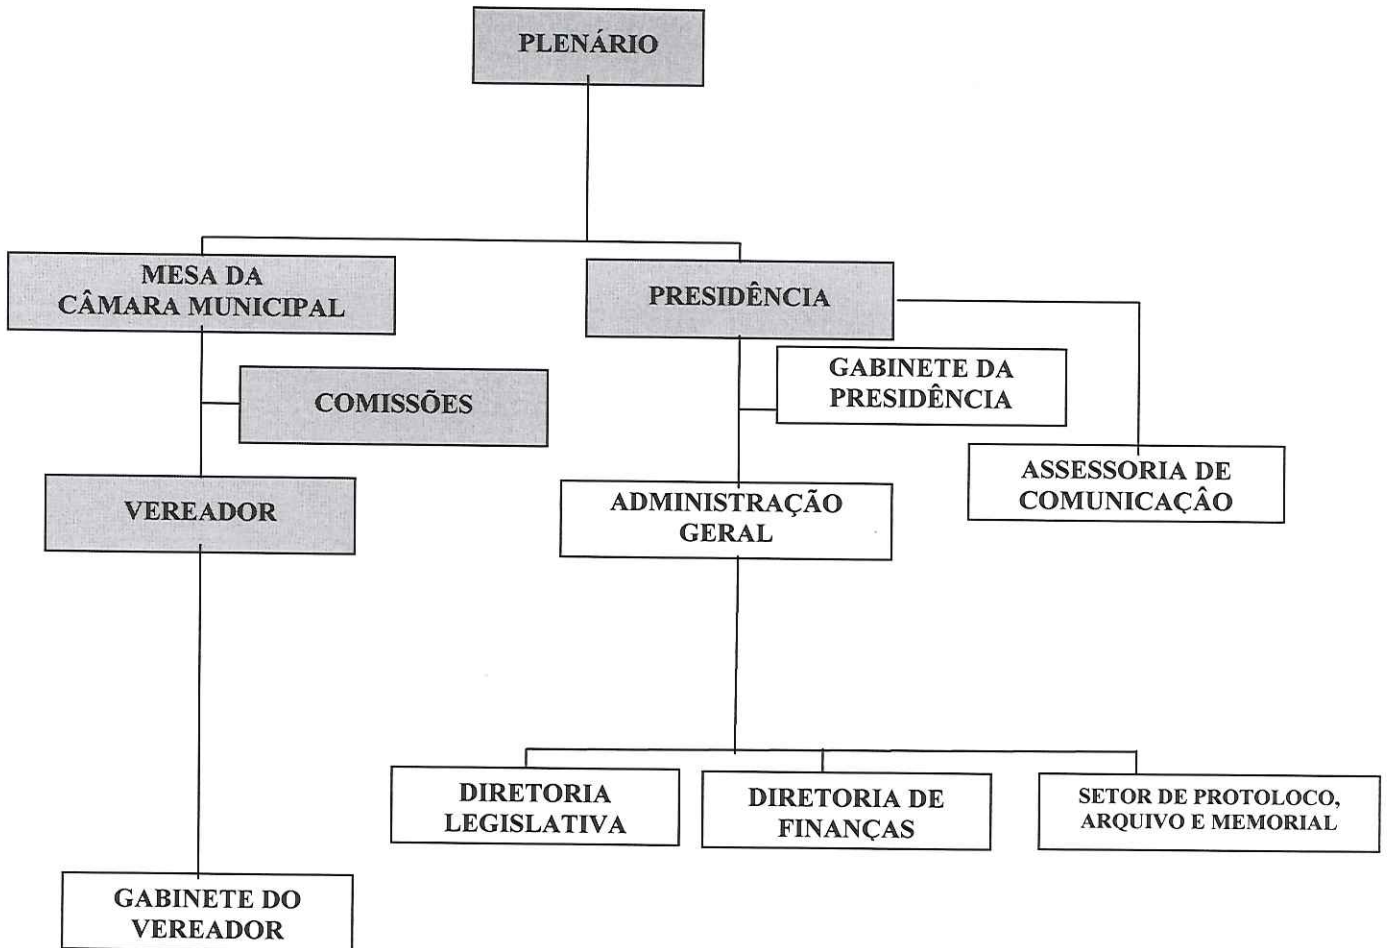 PLENÁRIO
MESA DA
CÂMARA MUNICIPAL
PRESIDÊNCIA
GABINETE DA
PRESIDÊNCIA
COMISSÕES
ASSESSORIA DE
COMUNICAÇÂO
VEREADOR
ADMINISTRAÇÃO
GERAL
DIRETORIA
LEGISLATIVA
DIRETORIA DE
FINANÇAS
SETOR DE PROTOLOCO,
ARQUIVO E MEMORIAL
GABINETE DO
VEREADOR